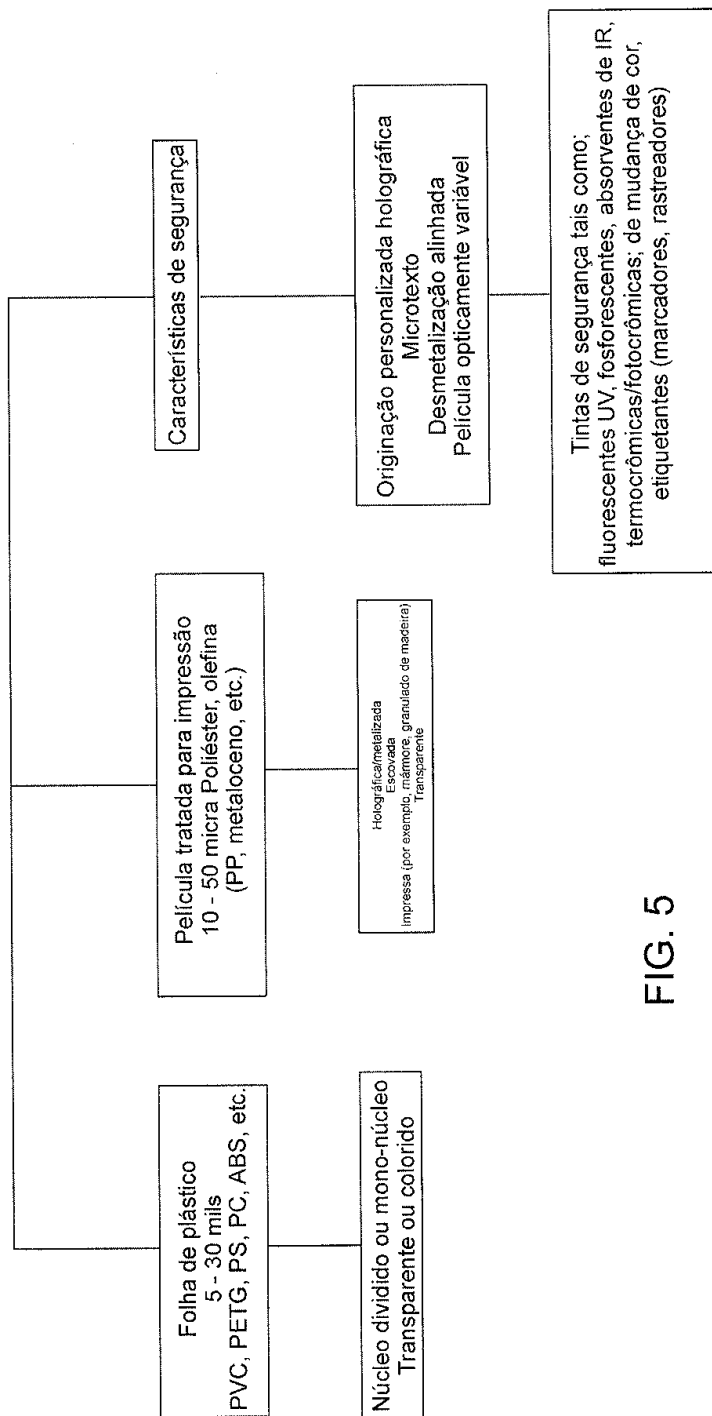 Folha de plástico
5 - 30 mils
PVC, PETG, PS, PC, ABS, etc.
Núcleo dividido ou mono-núcleo
Transparente ou colorido
Película tratada para impressão
10 - 50 micra Poliéster, olefina
(PP, metaloceno, etc.)
Holográfica/metalizada
Escovada
Impressa (por exemplo, mármore, granulado de madeira)
Transparente
Características de segurança
Originação personalizada holográfica
Microtexto
Desmetalização alinhada
Película opticamente variável
Tintas de segurança tais como;
fluorescentes UV, fosforescentes, absorventes de IR,
termocrômicas/fotocrômicas; de mudança de cor,
etiquetantes (marcadores, rastreadores)
FIG. 5